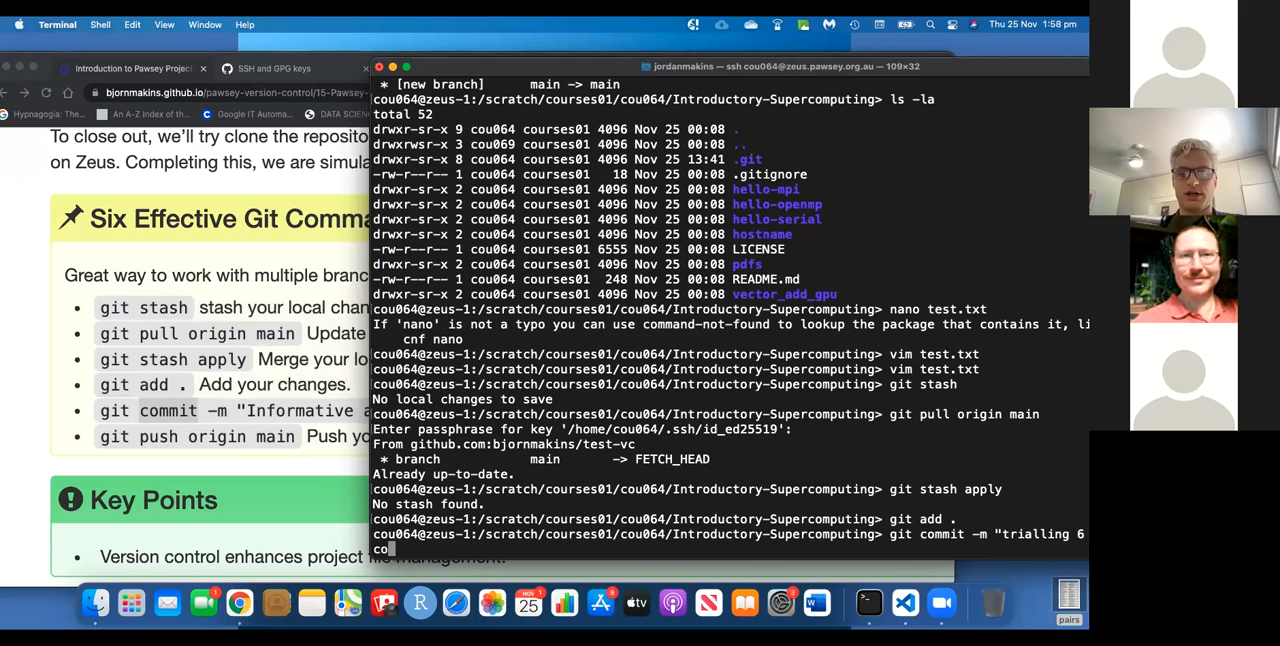 Terminal Shell Edit View Window Help Thu 25 Nov 1:58 pm
Introduction to Pawsey Projec × SSH and GPG keys ×
jordanmakins — ssh cou064@zeus.pawsey.org.au — 109×32
bjornmakins.github.io/pawsey-version-control/15-Pawsey-
Hypnagogia: The... An A-Z Index of th... Google IT Automa... DATA SCIEN
To close out, we'll try clone the reposito
on Zeus. Completing this, we are simula
Six Effective Git Comma
Great way to work with multiple branc
git stash stash your local chan
git pull origin main Update
git stash apply Merge your lo
git add . Add your changes.
git commit -m "Informative a
git push origin main Push yo
Key Points
Version control enhances project file management.
* [new branch] main -> main
cou064@zeus-1:/scratch/courses01/cou064/Introductory-Supercomputing> ls -la
total 52
drwxr-sr-x 9 cou064 courses01 4096 Nov 25 00:08 .
drwxrwsr-x 3 cou069 courses01 4096 Nov 25 00:08 ..
drwxr-sr-x 8 cou064 courses01 4096 Nov 25 13:41 .git
-rw-r--r-- 1 cou064 courses01 18 Nov 25 00:08 .gitignore
drwxr-sr-x 2 cou064 courses01 4096 Nov 25 00:08 hello-mpi
drwxr-sr-x 2 cou064 courses01 4096 Nov 25 00:08 hello-openmp
drwxr-sr-x 2 cou064 courses01 4096 Nov 25 00:08 hello-serial
drwxr-sr-x 2 cou064 courses01 4096 Nov 25 00:08 hostname
-rw-r--r-- 1 cou064 courses01 6555 Nov 25 00:08 LICENSE
drwxr-sr-x 2 cou064 courses01 4096 Nov 25 00:08 pdfs
-rw-r--r-- 1 cou064 courses01 248 Nov 25 00:08 README.md
drwxr-sr-x 2 cou064 courses01 4096 Nov 25 00:08 vector_add_gpu
cou064@zeus-1:/scratch/courses01/cou064/Introductory-Supercomputing> nano test.txt
If 'nano' is not a typo you can use command-not-found to lookup the package that contains it, li
cnf nano
cou064@zeus-1:/scratch/courses01/cou064/Introductory-Supercomputing> vim test.txt
cou064@zeus-1:/scratch/courses01/cou064/Introductory-Supercomputing> vim test.txt
cou064@zeus-1:/scratch/courses01/cou064/Introductory-Supercomputing> git stash
No local changes to save
cou064@zeus-1:/scratch/courses01/cou064/Introductory-Supercomputing> git pull origin main
Enter passphrase for key '/home/cou064/.ssh/id_ed25519':
From github.com:bjornmakins/test-vc
* branch main -> FETCH_HEAD
Already up-to-date.
cou064@zeus-1:/scratch/courses01/cou064/Introductory-Supercomputing> git stash apply
No stash found.
cou064@zeus-1:/scratch/courses01/cou064/Introductory-Supercomputing> git add .
cou064@zeus-1:/scratch/courses01/cou064/Introductory-Supercomputing> git commit -m "trialling 6
co
NOV 1
25
tv
pairs